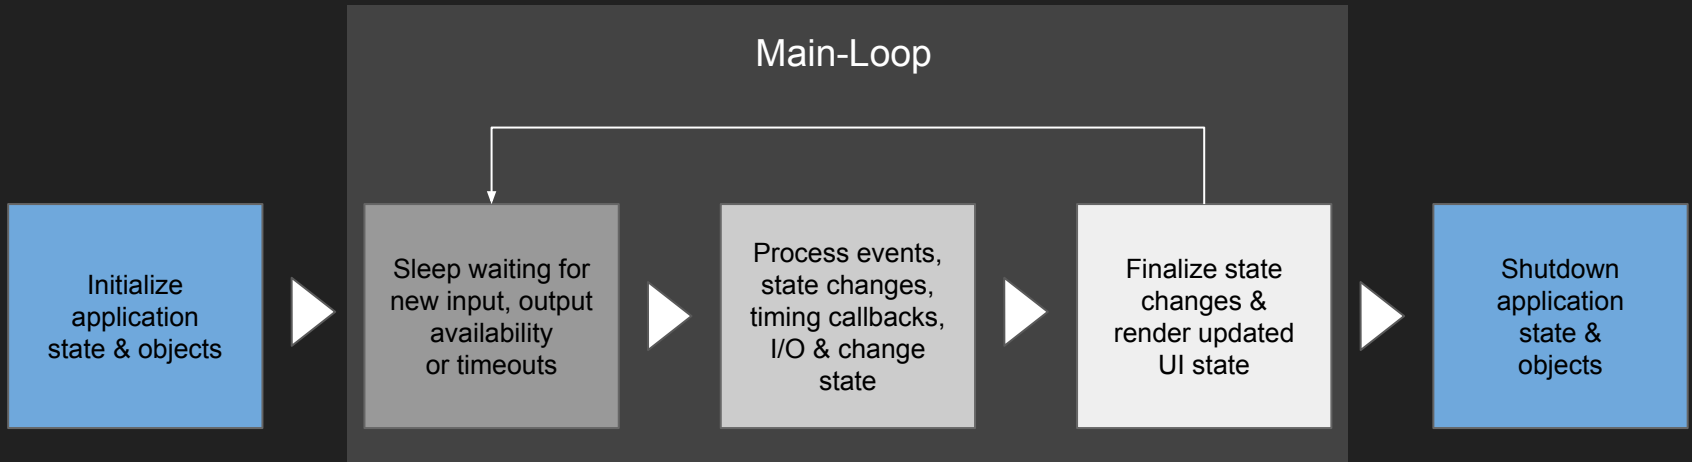 Main-Loop
Initialize
application
state & objects
Sleep waiting for
new input, output
availability
or timeouts
Process events,
state changes,
timing callbacks,
I/O & change
state
Finalize state
changes &
render updated
UI state
Shutdown
application
state &
objects